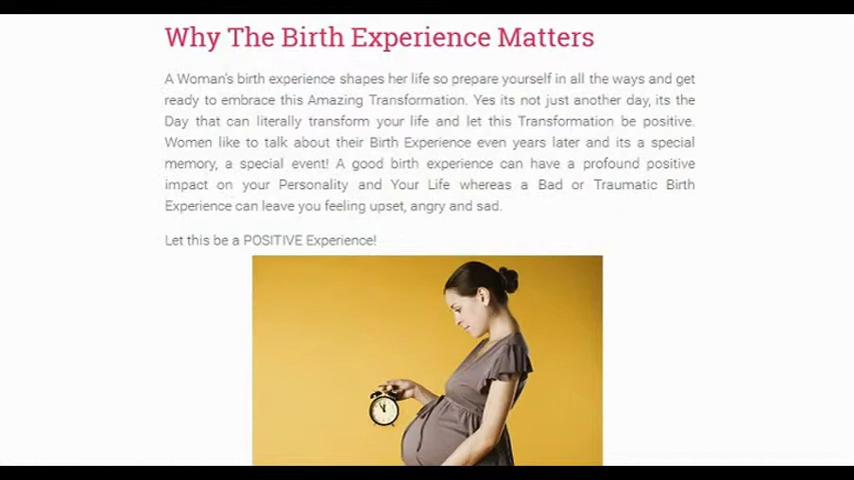 Why The Birth Experience Matters
A Woman's birth experience shapes her life so prepare yourself in all the ways and get
ready to embrace this Amazing Transformation. Yes its not just another day, its the
Day that can literally transform your life and let this Transformation be positive.
Women like to talk about their Birth Experience even years later and its a special
memory, a special event! A good birth experience can have a profound positive
impact on your Personality and Your Life whereas a Bad or Traumatic Birth
Experience can leave you feeling upset, angry and sad.
Let this be a POSITIVE Experience!